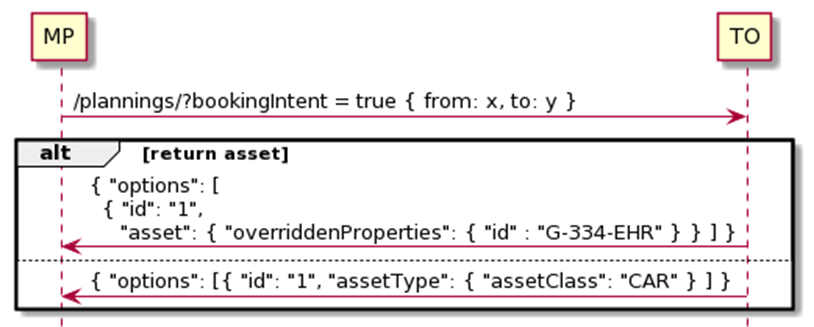 MP TO
/plannings/?bookingIntent = true { from: x, to: y }
alt [return asset]
{ "options": [
{ "id": "1",
"asset": { "overriddenProperties": { "id" : "G-334-EHR" } } ] }
{ "options": [{ "id": "1", "assetType": { "assetClass": "CAR" } ] }